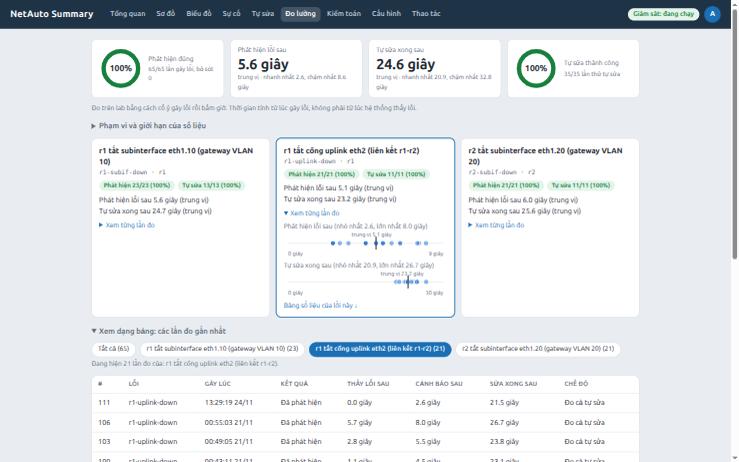 NetAuto Summary Tổng quan Sơ đồ Biểu đồ Sự cố Tự sửa Đo lường Kiểm toán Cấu hình Thao tác Giám sát: đang chạy A
100%
Phát hiện đúng
65/65 lần gây lỗi, bỏ sót
0
Phát hiện lỗi sau
5.6 giây
trung vị · nhanh nhất 2.6, chậm nhất 8.6
giây
Tự sửa xong sau
24.6 giây
trung vị · nhanh nhất 20.9, chậm nhất 32.8
giây
100%
Tự sửa thành công
35/35 lần thử tự sửa
Đo trên lab bằng cách cố ý gây lỗi rồi bấm giờ. Thời gian tính từ lúc gây lỗi, không phải từ lúc hệ thống thấy lỗi.
▶ Phạm vi và giới hạn của số liệu
r1 tắt subinterface eth1.10 (gateway VLAN
10)
r1-subif-down · r1
Phát hiện 23/23 (100%) Tự sửa 13/13 (100%)
Phát hiện lỗi sau 5.6 giây (trung vị)
Tự sửa xong sau 24.7 giây (trung vị)
▶ Xem từng lần đo
r1 tắt cổng uplink eth2 (liên kết r1-r2)
r1-uplink-down · r1
Phát hiện 21/21 (100%) Tự sửa 11/11 (100%)
Phát hiện lỗi sau 5.1 giây (trung vị)
Tự sửa xong sau 23.2 giây (trung vị)
▼ Xem từng lần đo
Phát hiện lỗi sau (nhỏ nhất 2.6, lớn nhất 8.0 giây)
trung vị 5.1 giây
0 giây 9 giây
Tự sửa xong sau (nhỏ nhất 20.9, lớn nhất 26.7 giây)
trung vị 23.2 giây
0 giây 30 giây
Bảng số liệu của lỗi này ↓
r2 tắt subinterface eth1.20 (gateway VLAN
20)
r2-subif-down · r2
Phát hiện 21/21 (100%) Tự sửa 11/11 (100%)
Phát hiện lỗi sau 6.0 giây (trung vị)
Tự sửa xong sau 25.6 giây (trung vị)
▶ Xem từng lần đo
▼ Xem dạng bảng: các lần đo gần nhất
Tất cả (65) r1 tắt subinterface eth1.10 (gateway VLAN 10) (23) r1 tắt cổng uplink eth2 (liên kết r1-r2) (21) r2 tắt subinterface eth1.20 (gateway VLAN 20) (21)
Đang hiện 21 lần đo của: r1 tắt cổng uplink eth2 (liên kết r1-r2).
# LỖI GÂY LÚC KẾT QUẢ THẤY LỖI SAU CẢNH BÁO SAU SỬA XONG SAU CHẾ ĐỘ
111 r1-uplink-down 13:29:19 24/11 Đã phát hiện 0.0 giây 2.6 giây 21.5 giây Đo cả tự sửa
106 r1-uplink-down 00:55:03 21/11 Đã phát hiện 5.7 giây 8.0 giây 26.7 giây Đo cả tự sửa
103 r1-uplink-down 00:49:05 21/11 Đã phát hiện 2.8 giây 5.5 giây 23.8 giây Đo cả tự sửa